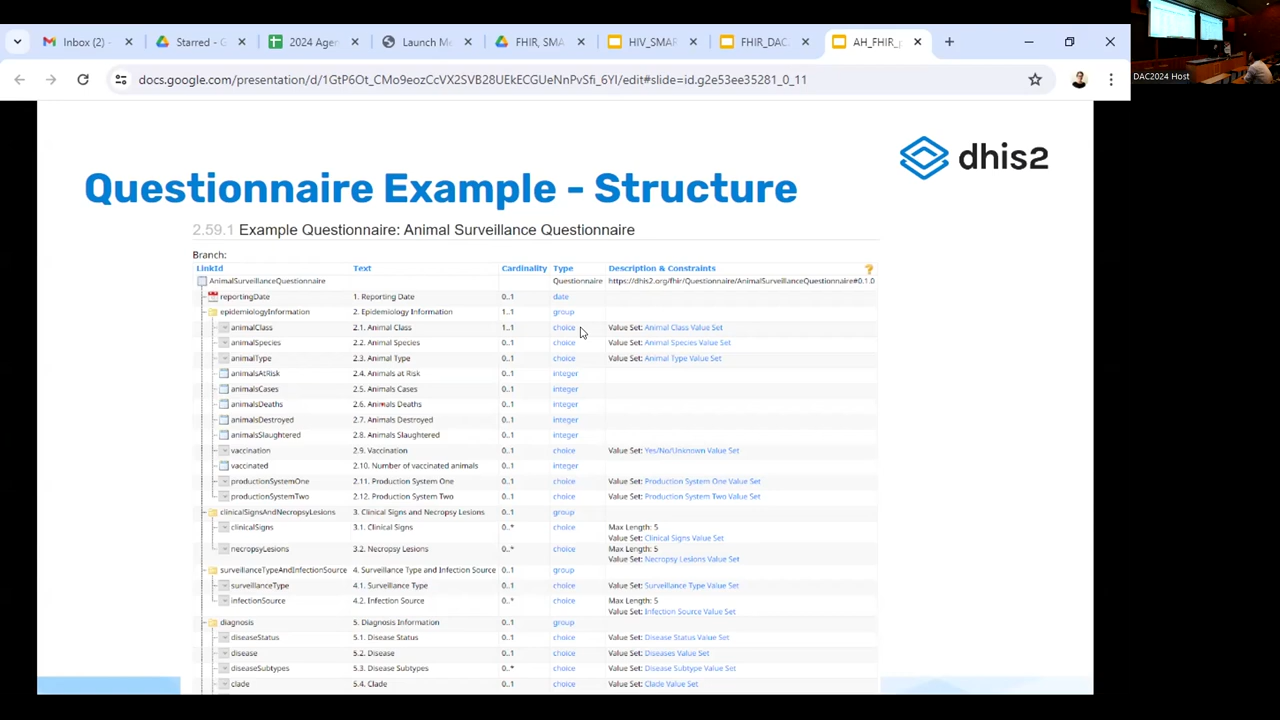 Inbox (2) -
Starred - G
2024 Agen
Launch M
FHIR, SMA
HIV_SMAR
FHIR_DAC
AH_FHIR_
docs.google.com/presentation/d/1GtP6Ot_CMo9eozCcVX2SVB28UEkECGUeNnPvSfi_6YI/edit#slide=id.g2e53ee35281_0_11
DAC2024 Host
dhis2
Questionnaire Example - Structure
2.59.1 Example Questionnaire: Animal Surveillance Questionnaire
Branch:
LinkId Text Cardinality Type Description & Constraints ?
AnimalSurveillanceQuestionnaire Questionnaire https://dhis2.org/fhir/Questionnaire/AnimalSurveillanceQuestionnaire#0.1.0
reportingDate 1. Reporting Date 0..1 date
epidemiologyInformation 2. Epidemiology Information 1..1 group
animalClass 2.1. Animal Class 1..1 choice Value Set: Animal Class Value Set
animalSpecies 2.2. Animal Species 0..1 choice Value Set: Animal Species Value Set
animalType 2.3. Animal Type 0..1 choice Value Set: Animal Type Value Set
animalsAtRisk 2.4. Animals at Risk 0..1 integer
animalsCases 2.5. Animals Cases 0..1 integer
animalsDeaths 2.6. Animals Deaths 0..1 integer
animalsDestroyed 2.7. Animals Destroyed 0..1 integer
animalsSlaughtered 2.8. Animals Slaughtered 0..1 integer
vaccination 2.9. Vaccination 0..1 choice Value Set: Yes/No/Unknown Value Set
vaccinated 2.10. Number of vaccinated animals 0..1 integer
productionSystemOne 2.11. Production System One 0..1 choice Value Set: Production System One Value Set
productionSystemTwo 2.12. Production System Two 0..1 choice Value Set: Production System Two Value Set
clinicalSignsAndNecropsyLesions 3. Clinical Signs and Necropsy Lesions 0..1 group
clinicalSigns 3.1. Clinical Signs 0..* choice Max Length: 5
Value Set: Clinical Signs Value Set
necropsyLesions 3.2. Necropsy Lesions 0..* choice Max Length: 5
Value Set: Necropsy Lesions Value Set
surveillanceTypeAndInfectionSource 4. Surveillance Type and Infection Source 0..1 group
surveillanceType 4.1. Surveillance Type 0..1 choice Value Set: Surveillance Type Value Set
infectionSource 4.2. Infection Source 0..* choice Max Length: 5
Value Set: Infection Source Value Set
diagnosis 5. Diagnosis Information 0..1 group
diseaseStatus 5.1. Disease Status 0..1 choice Value Set: Disease Status Value Set
disease 5.2. Disease 0..1 choice Value Set: Diseases Value Set
diseaseSubtypes 5.3. Disease Subtypes 0..* choice Value Set: Disease Subtype Value Set
clade 5.4. Clade 0..1 choice Value Set: Clade Value Set